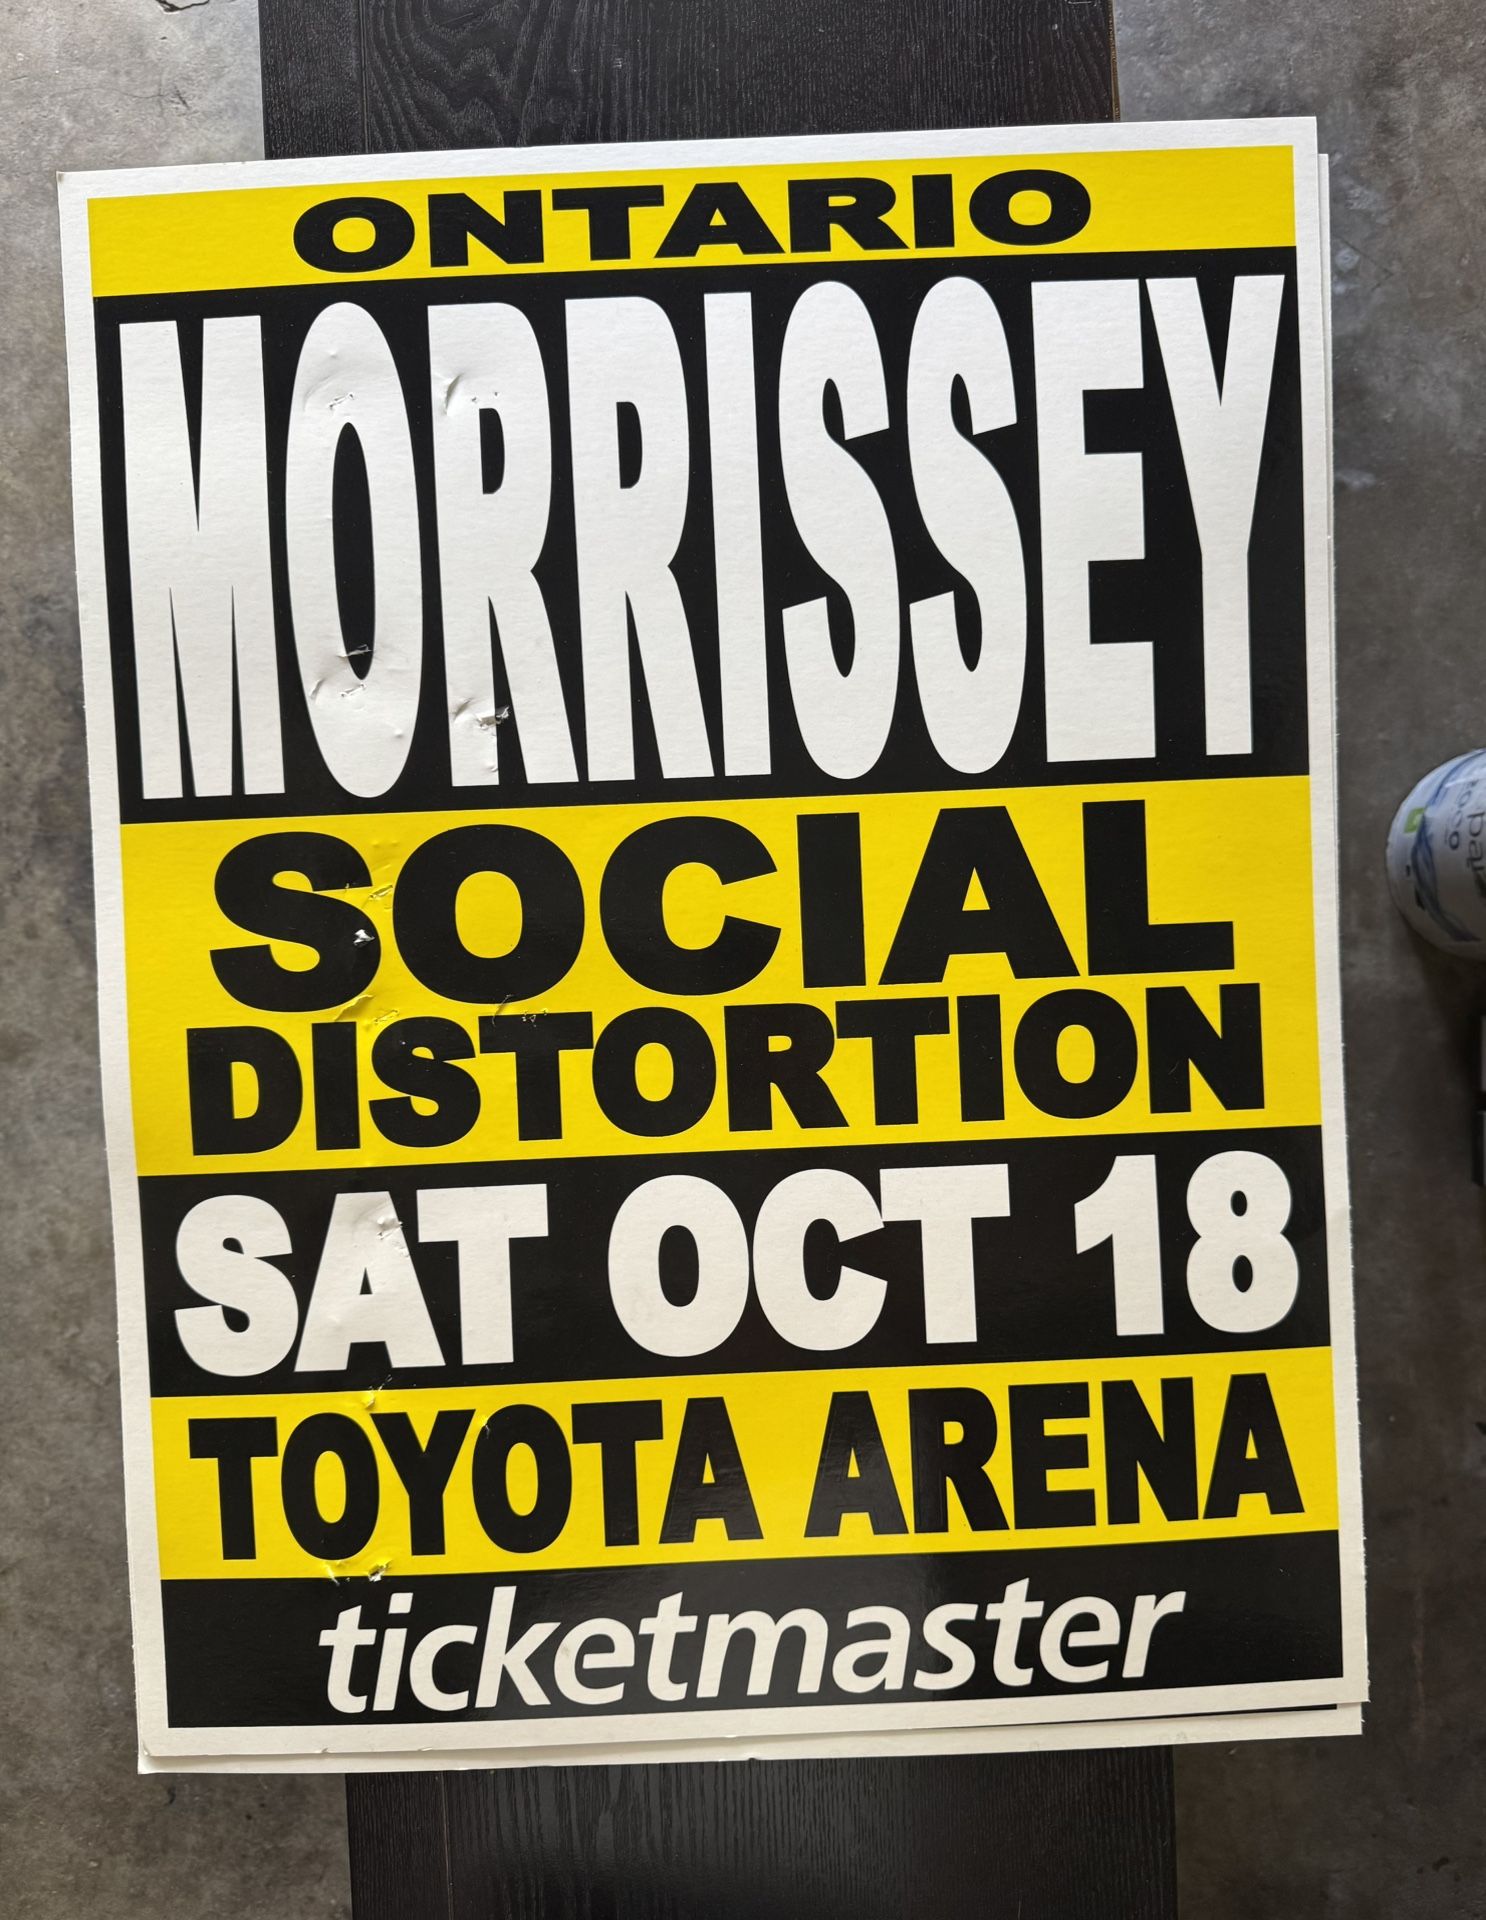 ONTARIO
MORRISSEY
SOCIAL
DISTORTION
SAT OCT 18
TOYOTA ARENA
ticketmaster